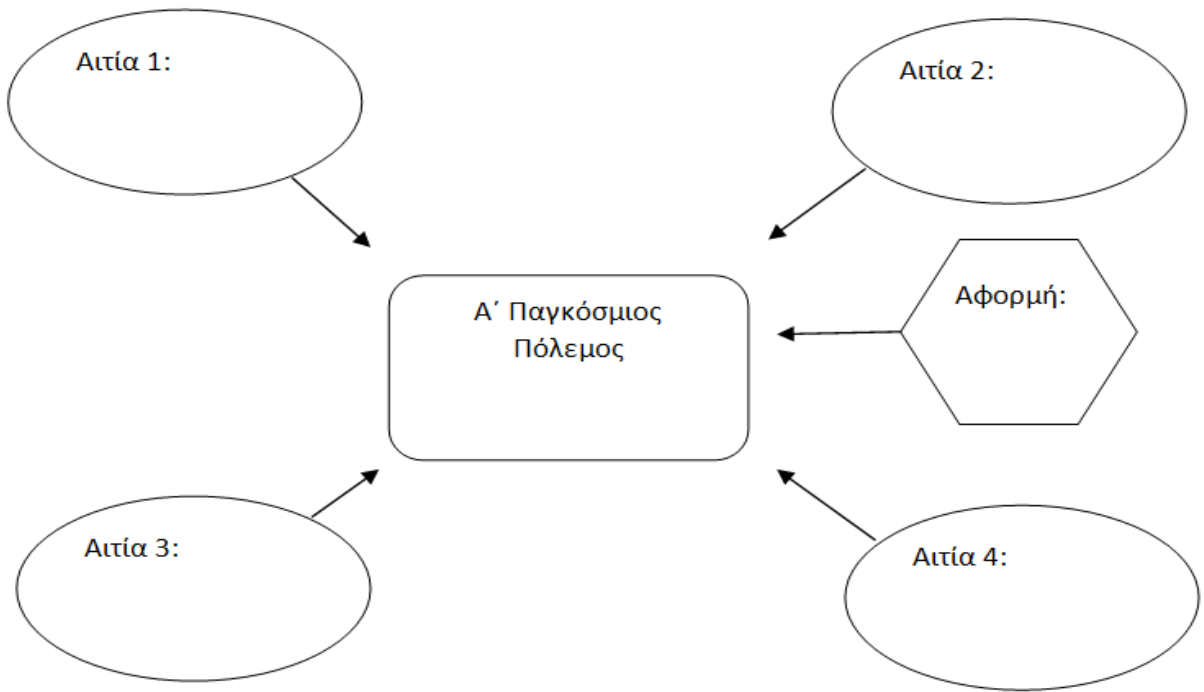 Αιτία 1:
Αιτία 2:
Αφορμή:
Α΄ Παγκόσμιος
Πόλεμος
Αιτία 3:
Αιτία 4: